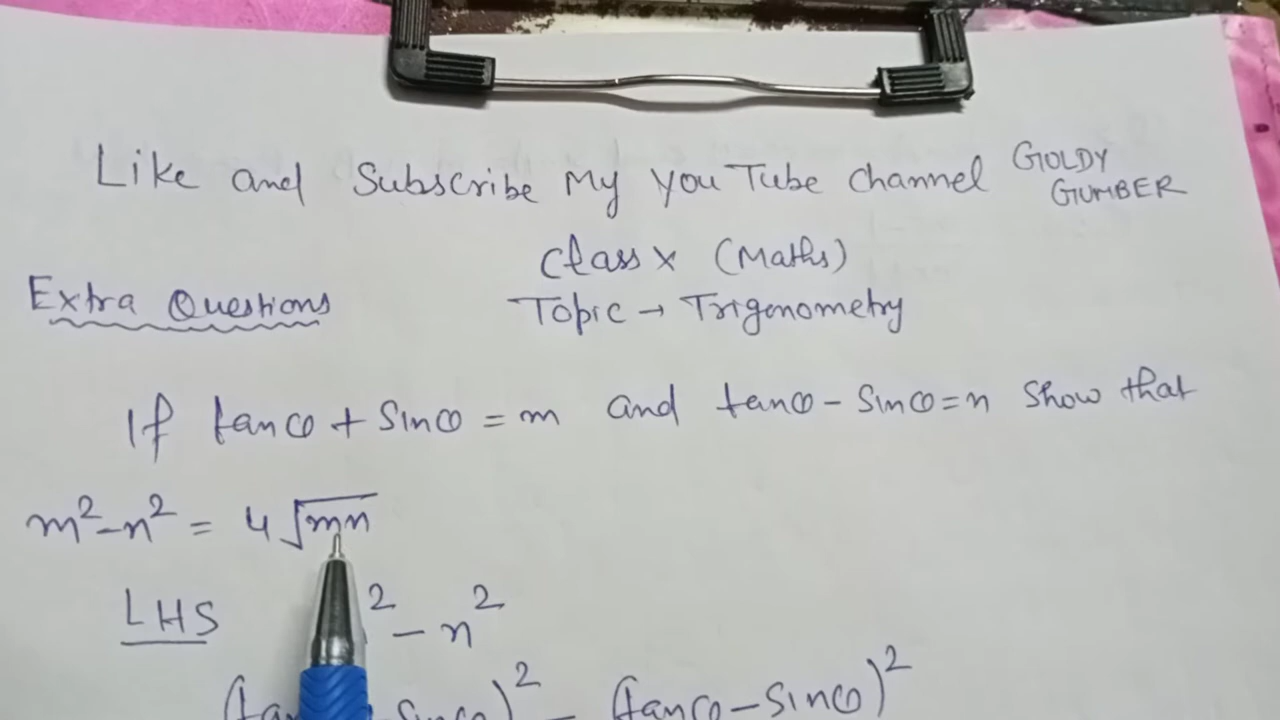 Like and Subscribe My YouTube channel GOLDY GUMBER
Class X (Maths)
Extra Questions
Topic → Trigonometry
If tanθ + Sinθ = m and tanθ - Sinθ = n Show that
m² - n² = 4√mn
LHS ² - n²
Sinθ)² - (tanθ - Sinθ)²